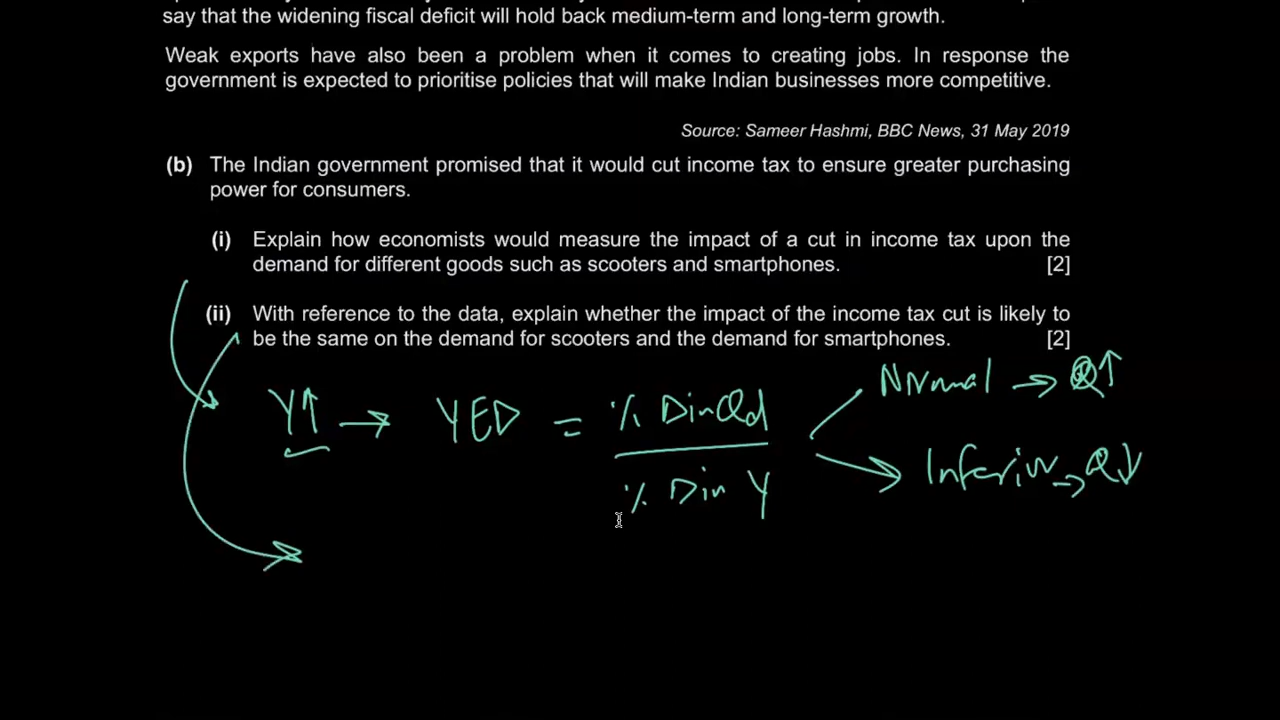 say that the widening fiscal deficit will hold back medium-term and long-term growth.
Weak exports have also been a problem when it comes to creating jobs. In response the
government is expected to prioritise policies that will make Indian businesses more competitive.
Source: Sameer Hashmi, BBC News, 31 May 2019
(b) The Indian government promised that it would cut income tax to ensure greater purchasing
power for consumers.
(i) Explain how economists would measure the impact of a cut in income tax upon the
demand for different goods such as scooters and smartphones. [2]
(ii) With reference to the data, explain whether the impact of the income tax cut is likely to
be the same on the demand for scooters and the demand for smartphones. [2]
Normal → Q↑
Y↑ → YED = % D in Qd
Inferior → Q↓
% D in Y